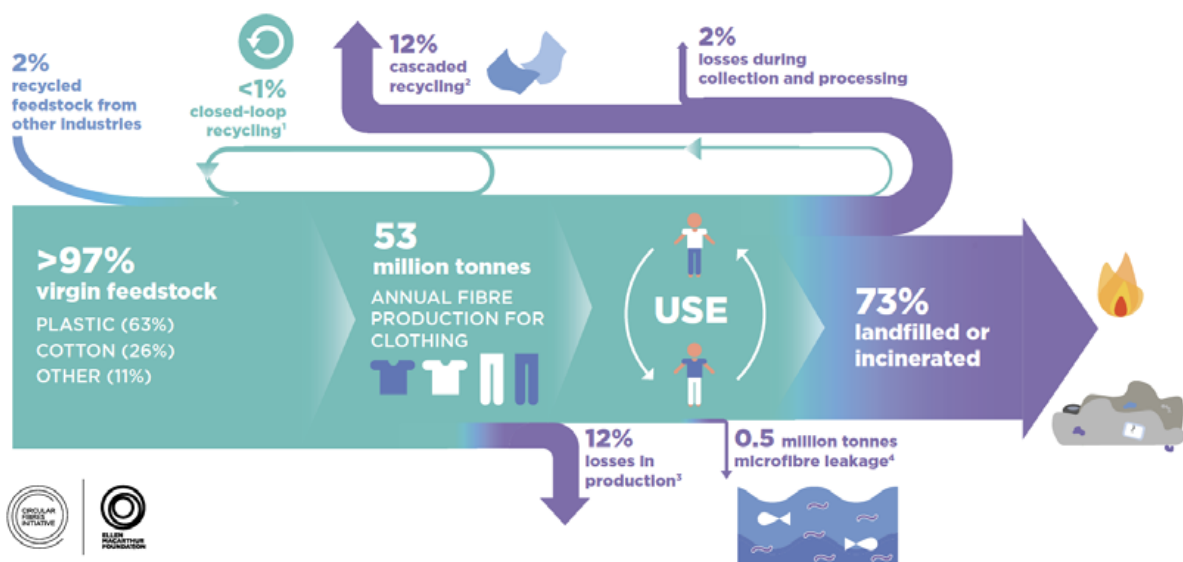 2%
recycled
feedstock from
other industries
<1%
closed-loop
recycling¹
12%
cascaded
recycling²
2%
losses during
collection and processing
>97%
virgin feedstock
PLASTIC (63%)
COTTON (26%)
OTHER (11%)
53
million tonnes
ANNUAL FIBRE
PRODUCTION FOR
CLOTHING
USE
73%
landfilled or
incinerated
12%
losses in
production³
0.5 million tonnes
microfibre leakage⁴
CIRCULAR
FIBRES
INITIATIVE
ELLEN
MACARTHUR
FOUNDATION